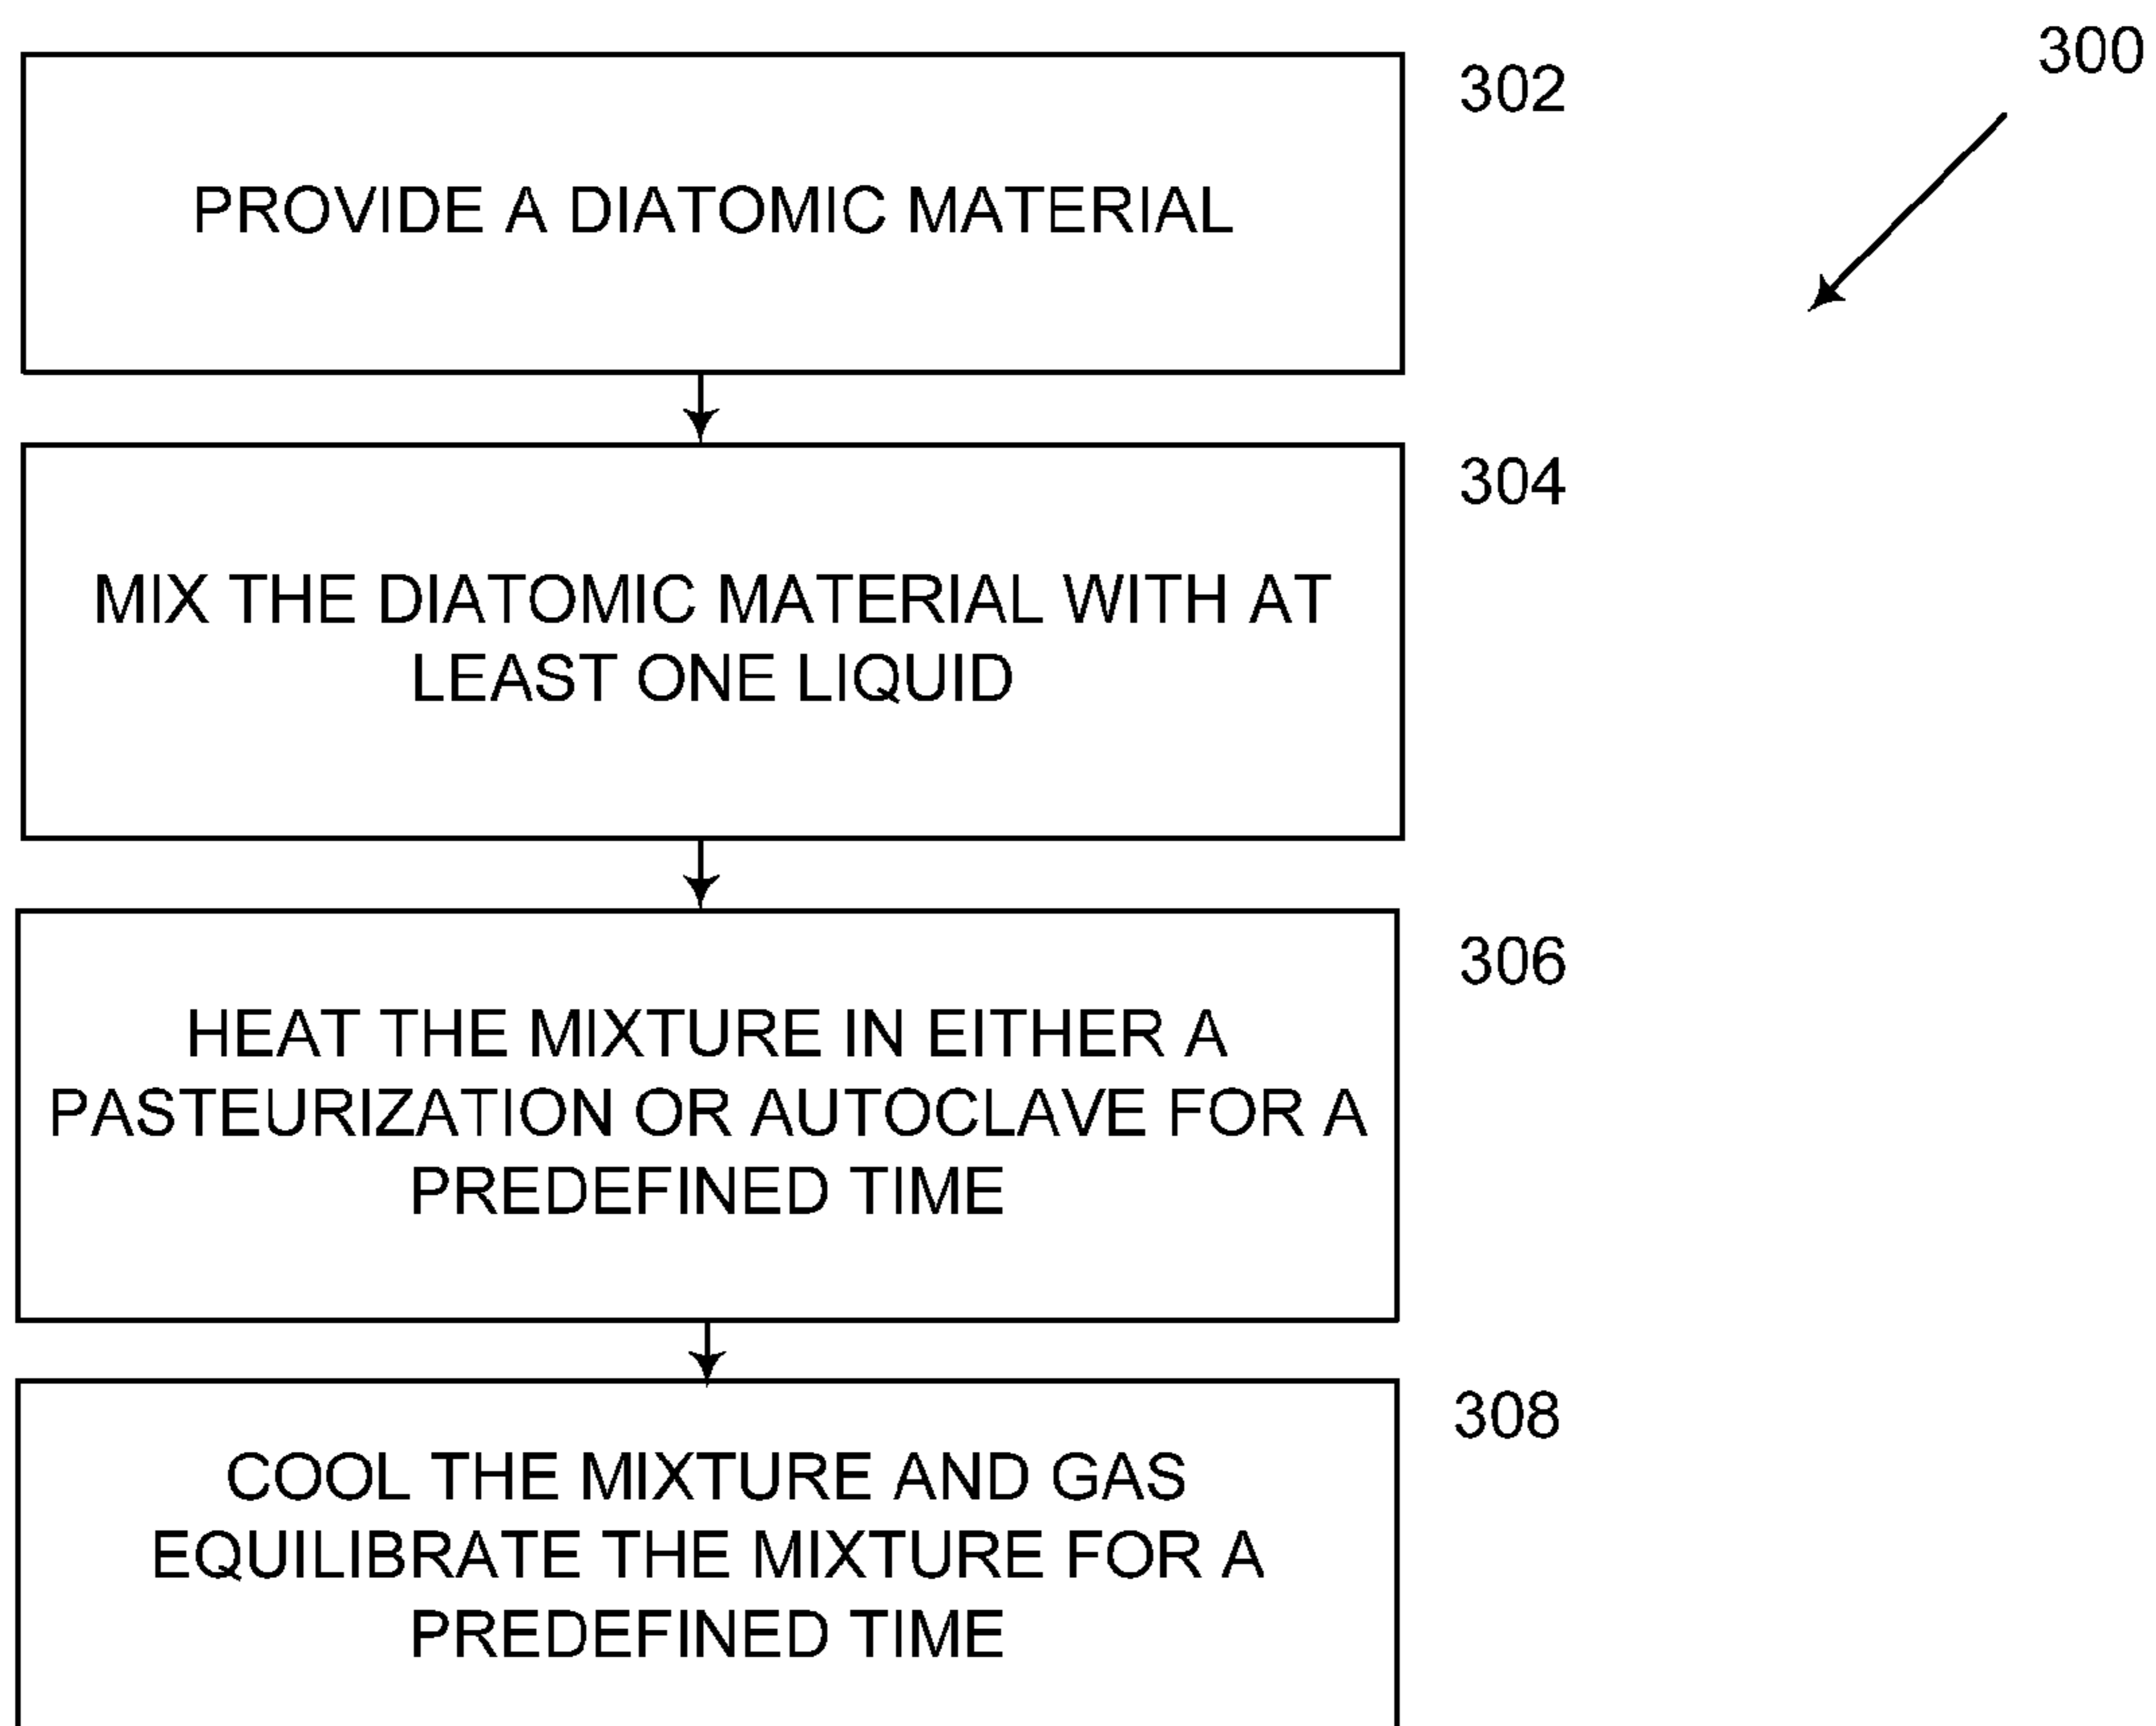 300
302
PROVIDE A DIATOMIC MATERIAL
304
MIX THE DIATOMIC MATERIAL WITH AT
LEAST ONE LIQUID
306
HEAT THE MIXTURE IN EITHER A
PASTEURIZATION OR AUTOCLAVE FOR A
PREDEFINED TIME
308
COOL THE MIXTURE AND GAS
EQUILIBRATE THE MIXTURE FOR A
PREDEFINED TIME